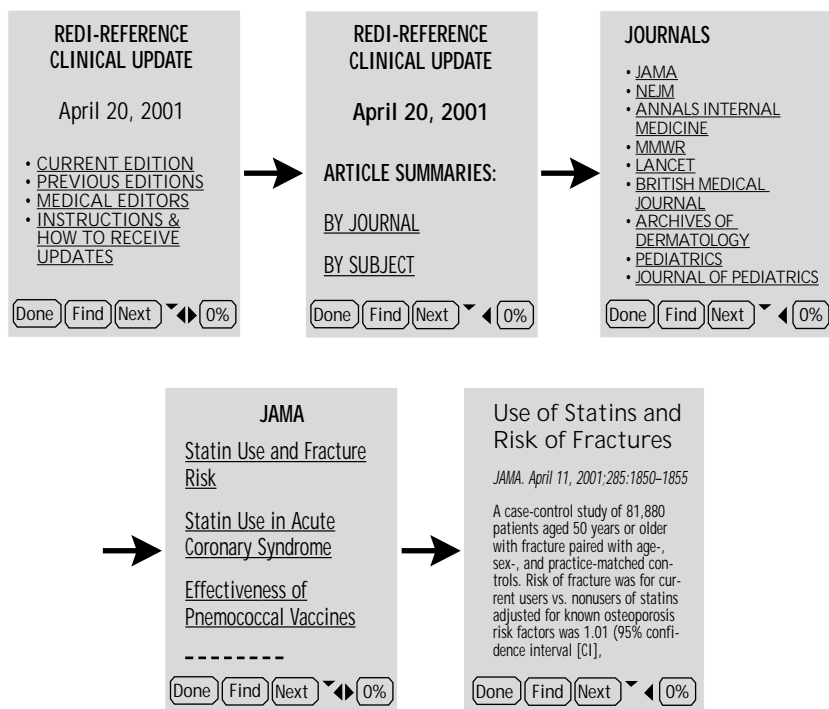 REDI-REFERENCE
CLINICAL UPDATE
April 20, 2001
• CURRENT EDITION
• PREVIOUS EDITIONS
• MEDICAL EDITORS
• INSTRUCTIONS &
HOW TO RECEIVE
UPDATES
Done Find Next 0%
REDI-REFERENCE
CLINICAL UPDATE
April 20, 2001
ARTICLE SUMMARIES:
BY JOURNAL
BY SUBJECT
Done Find Next 0%
JOURNALS
• JAMA
• NEJM
• ANNALS INTERNAL
MEDICINE
• MMWR
• LANCET
• BRITISH MEDICAL
JOURNAL
• ARCHIVES OF
DERMATOLOGY
• PEDIATRICS
• JOURNAL OF PEDIATRICS
Done Find Next 0%
JAMA
Statin Use and Fracture
Risk
Statin Use in Acute
Coronary Syndrome
Effectiveness of
Pnemococcal Vaccines
Done Find Next 0%
Use of Statins and
Risk of Fractures
JAMA. April 11, 2001;285:1850–1855
A case-control study of 81,880
patients aged 50 years or older
with fracture paired with age-,
sex-, and practice-matched con-
trols. Risk of fracture was for cur-
rent users vs. nonusers of statins
adjusted for known osteoporosis
risk factors was 1.01 (95% confi-
dence interval [CI],
Done Find Next 0%